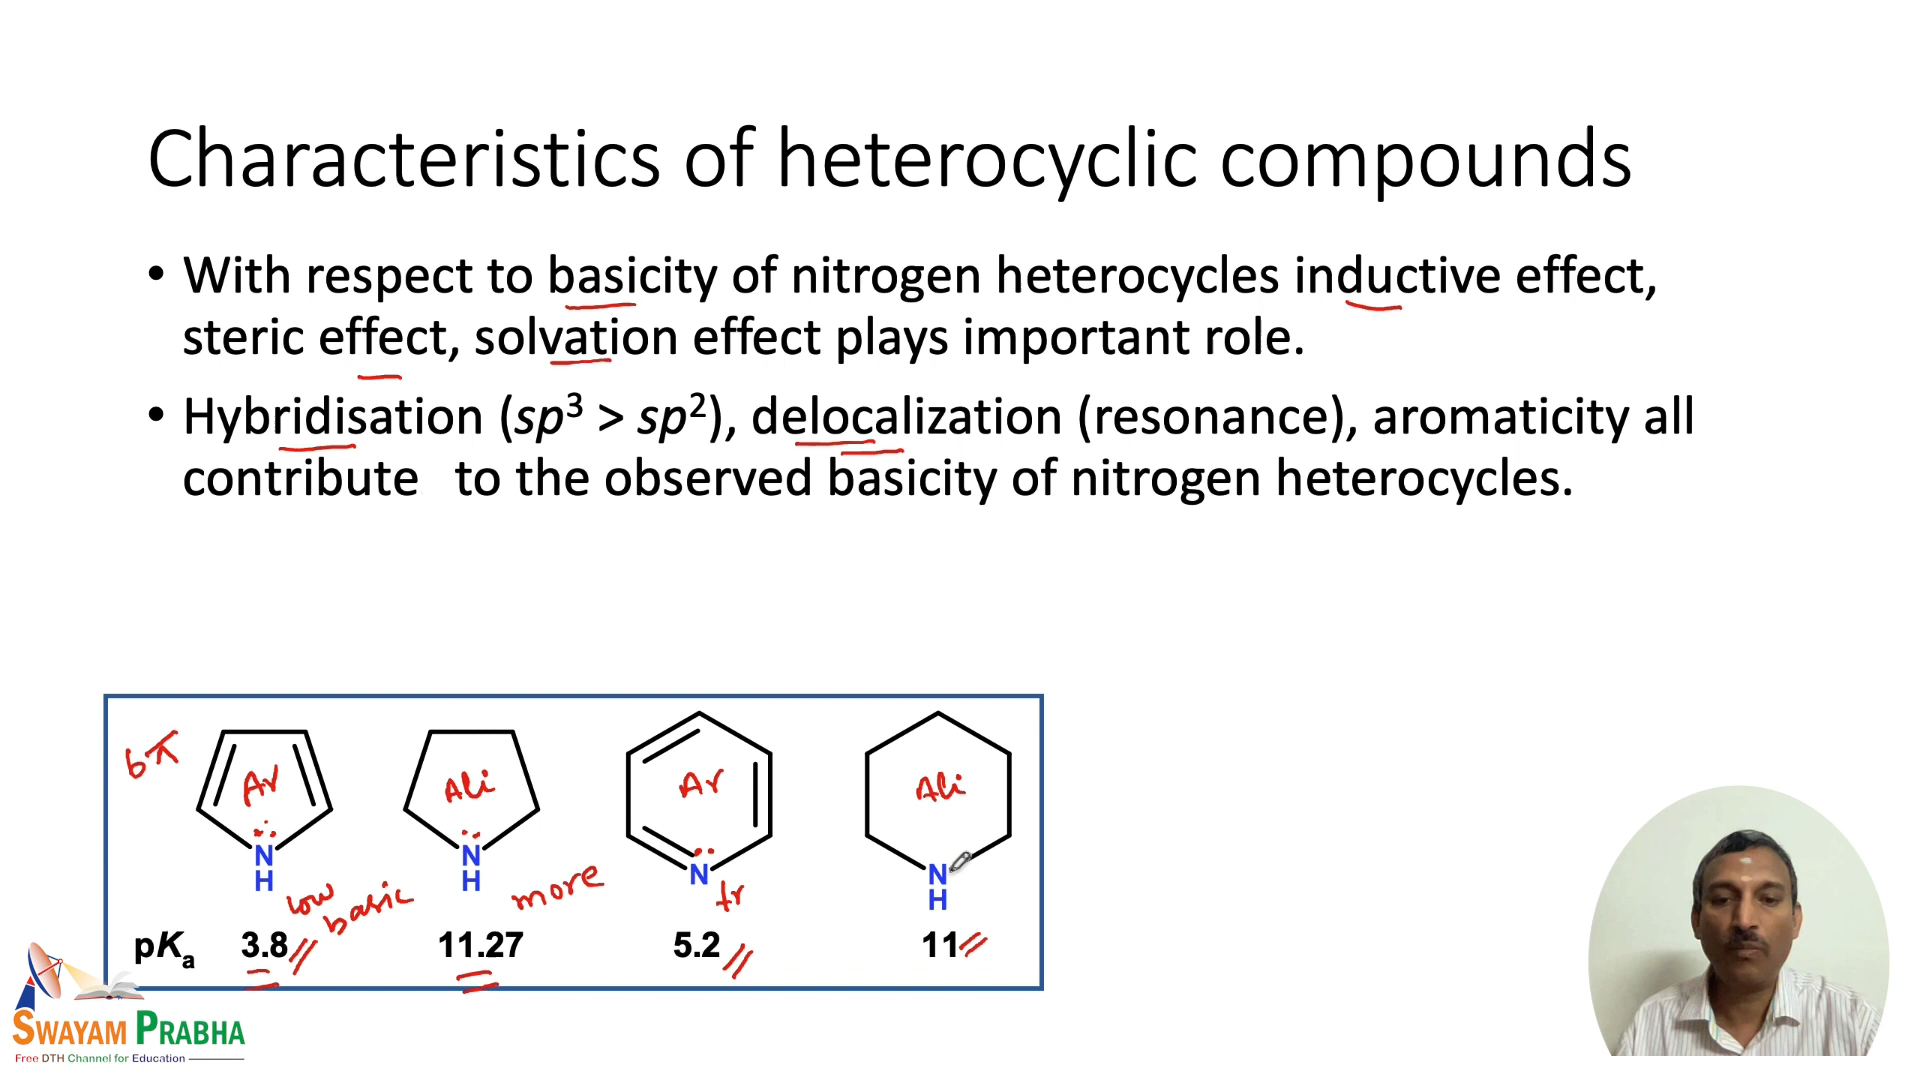 Characteristics of heterocyclic compounds
• With respect to basicity of nitrogen heterocycles inductive effect,
steric effect, solvation effect plays important role.
• Hybridisation (sp³ > sp²), delocalization (resonance), aromaticity all
contribute to the observed basicity of nitrogen heterocycles.
6π
Ar Ali Ar Ali
N N N N
H H H
low basic more
pKa 3.8 11.27 5.2 11
SWAYAM PRABHA
Free DTH Channel for Education